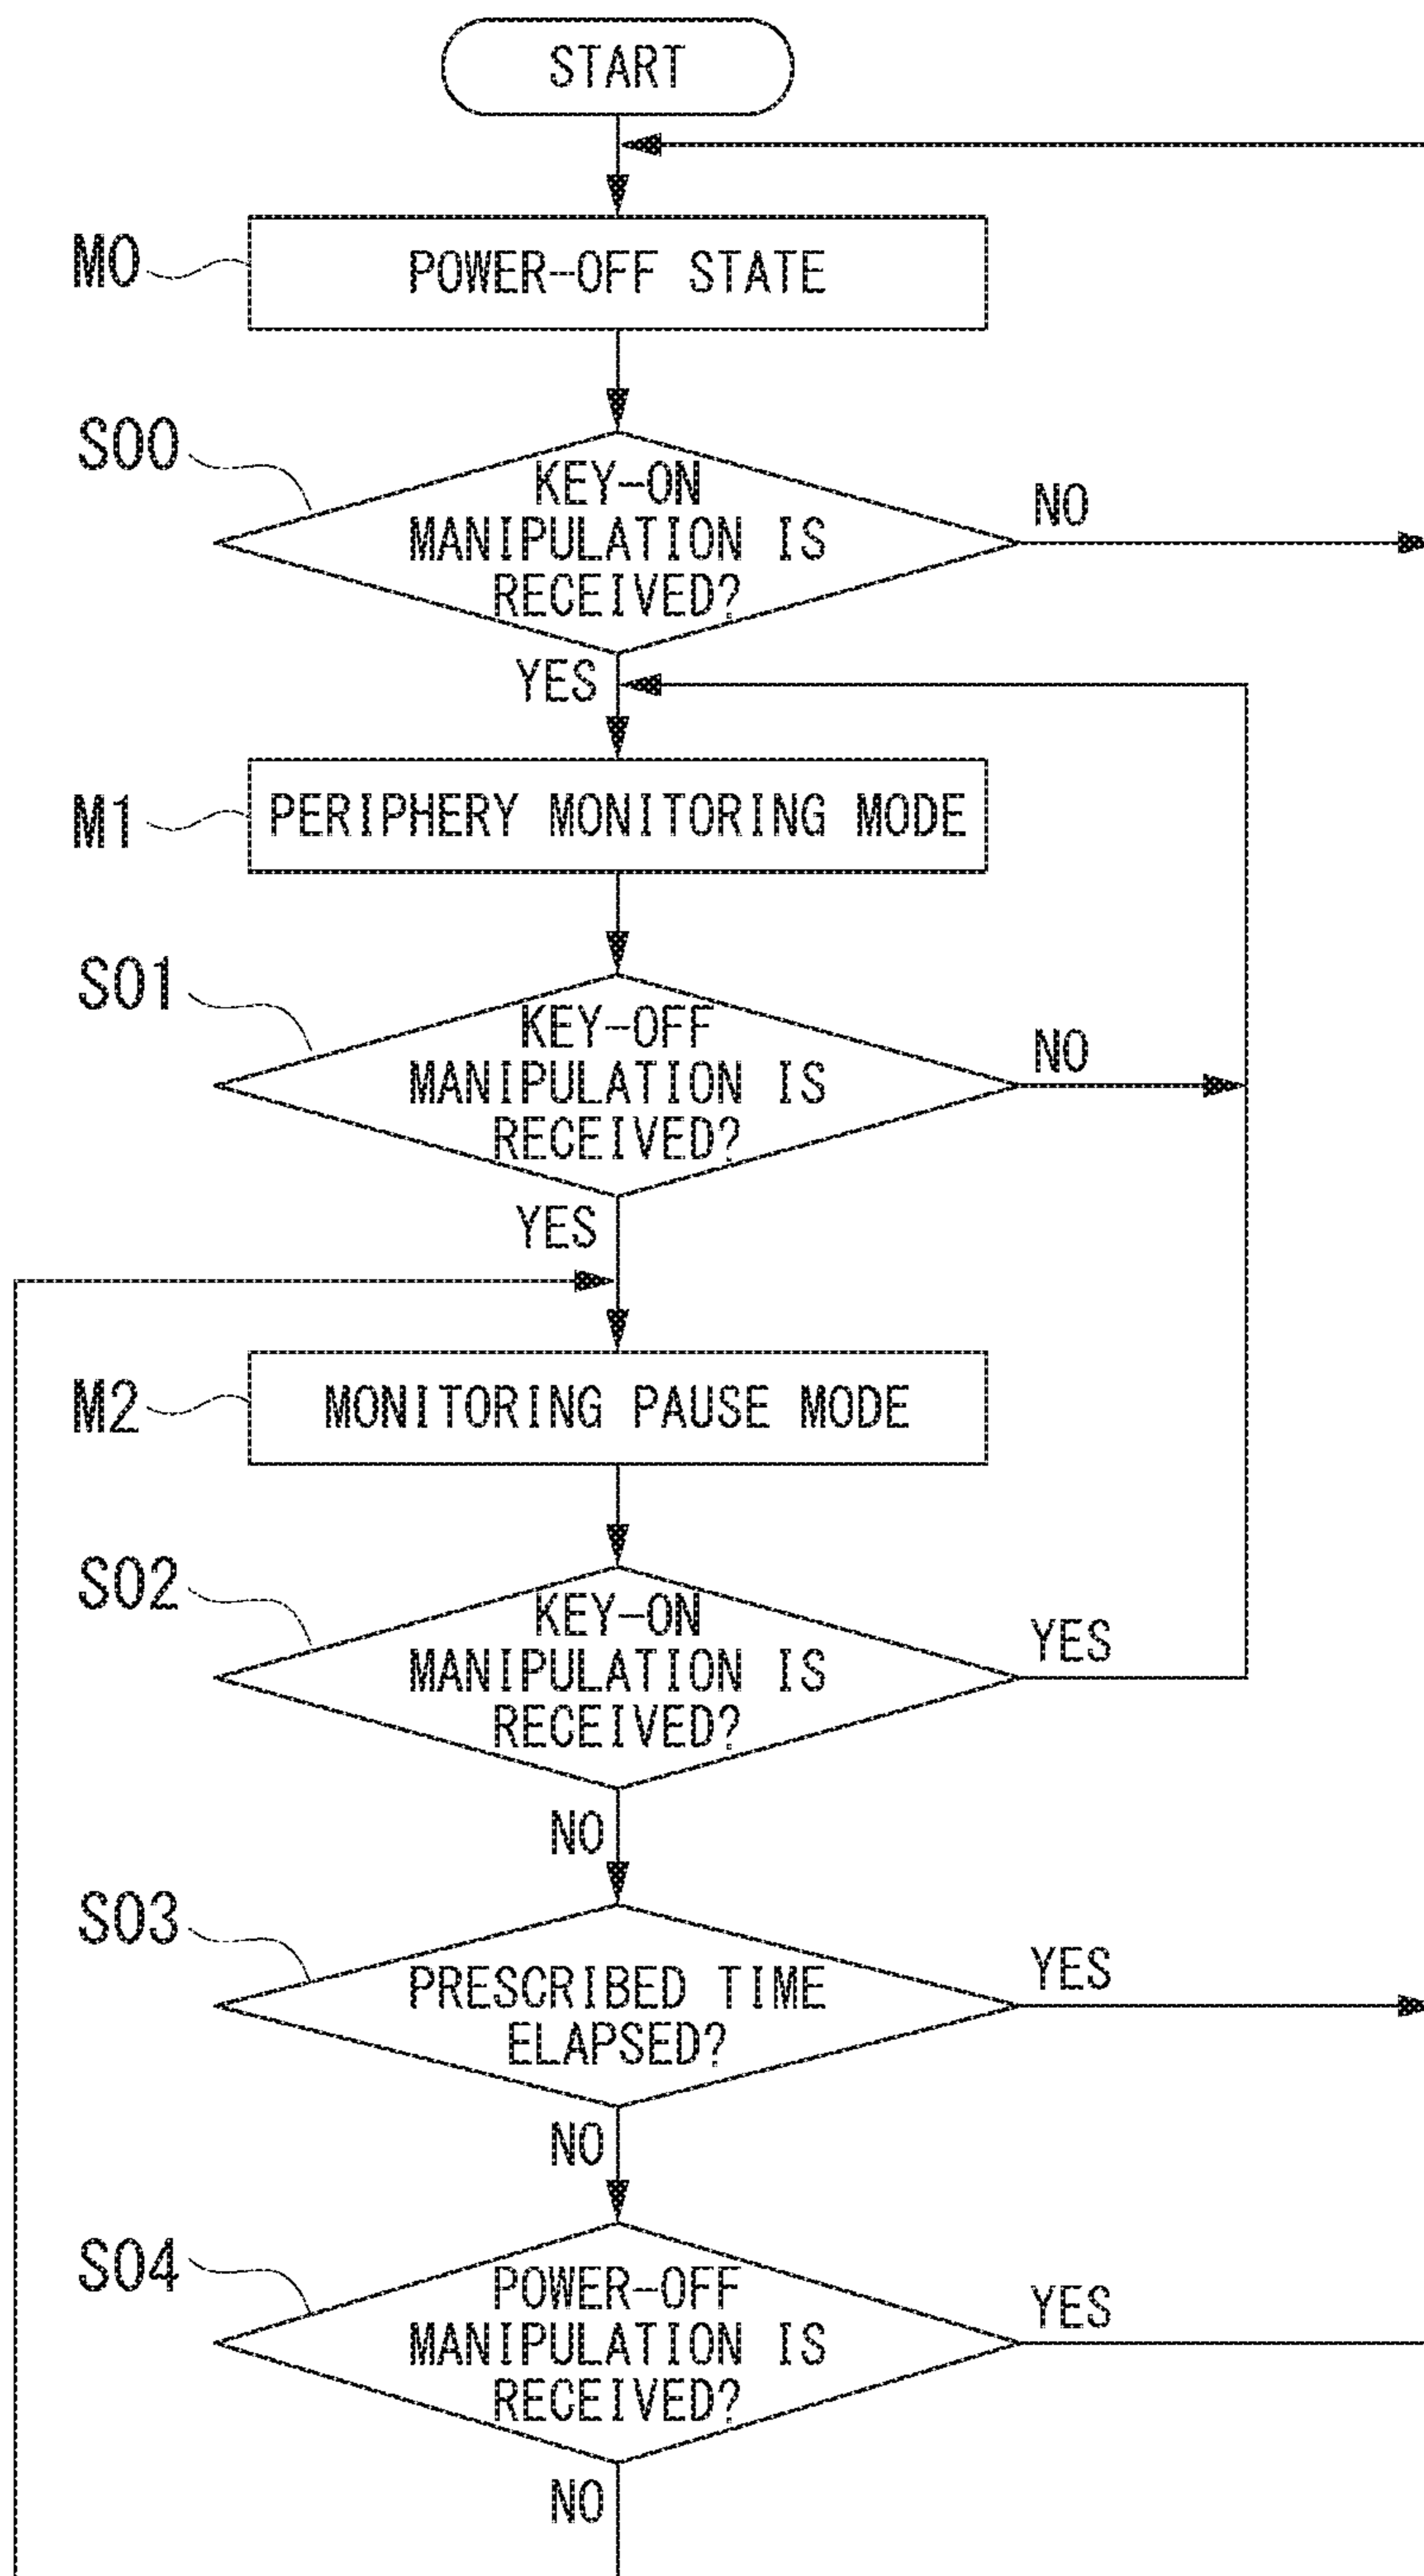 START
M0
POWER-OFF STATE
S00
KEY-ON
MANIPULATION IS
RECEIVED?
NO
YES
M1
PERIPHERY MONITORING MODE
S01
KEY-OFF
MANIPULATION IS
RECEIVED?
NO
YES
M2
MONITORING PAUSE MODE
S02
KEY-ON
MANIPULATION IS
RECEIVED?
YES
NO
S03
PRESCRIBED TIME
ELAPSED?
YES
NO
S04
POWER-OFF
MANIPULATION IS
RECEIVED?
YES
NO